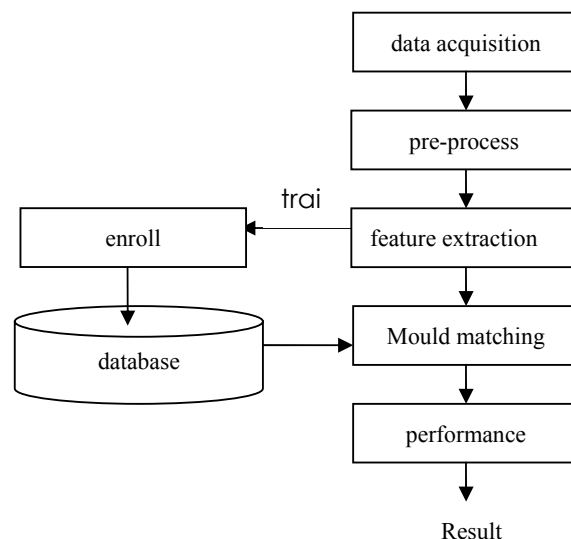 data acquisition
pre-process
trai
enroll
feature extraction
Mould matching
database
performance
Result